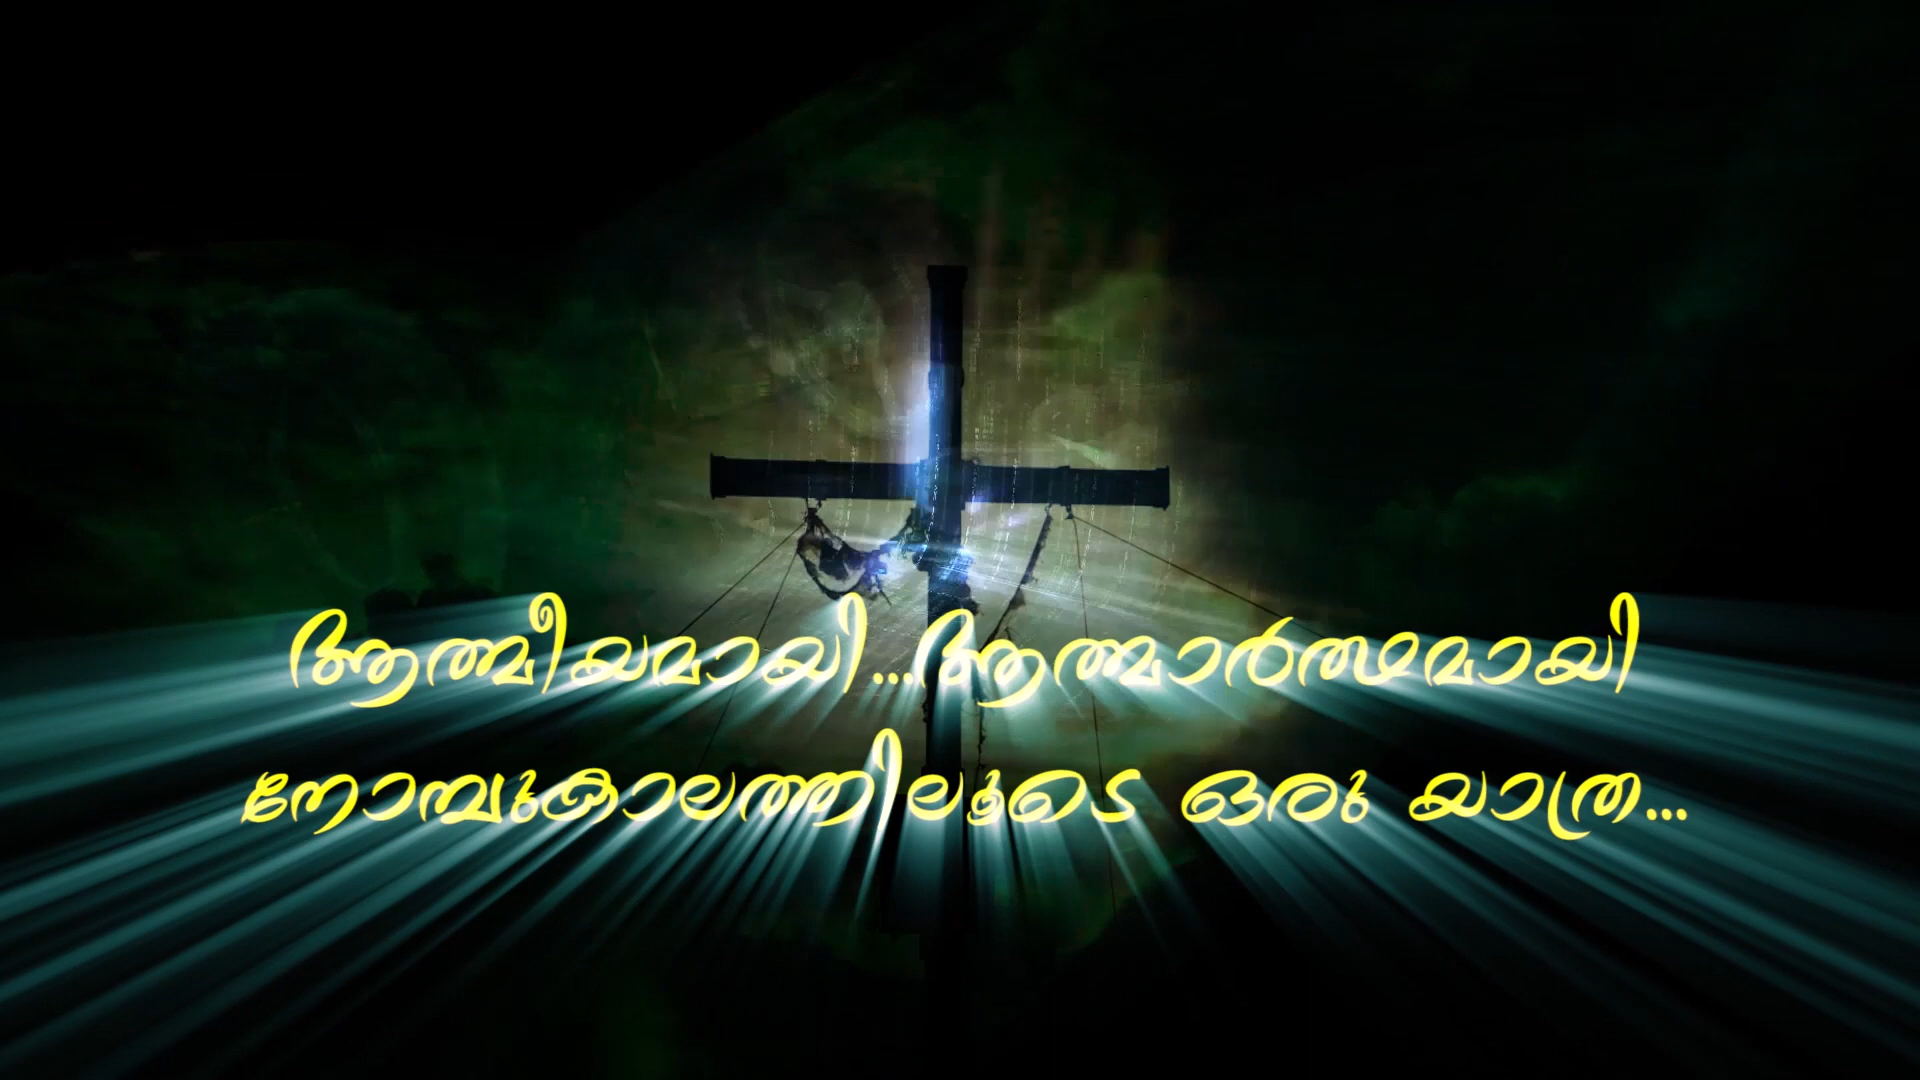 ആത്മീയമായി...ആത്മാർത്ഥമായി
നോമ്പുകാലത്തിലൂടെ ഒരു യാത്ര...